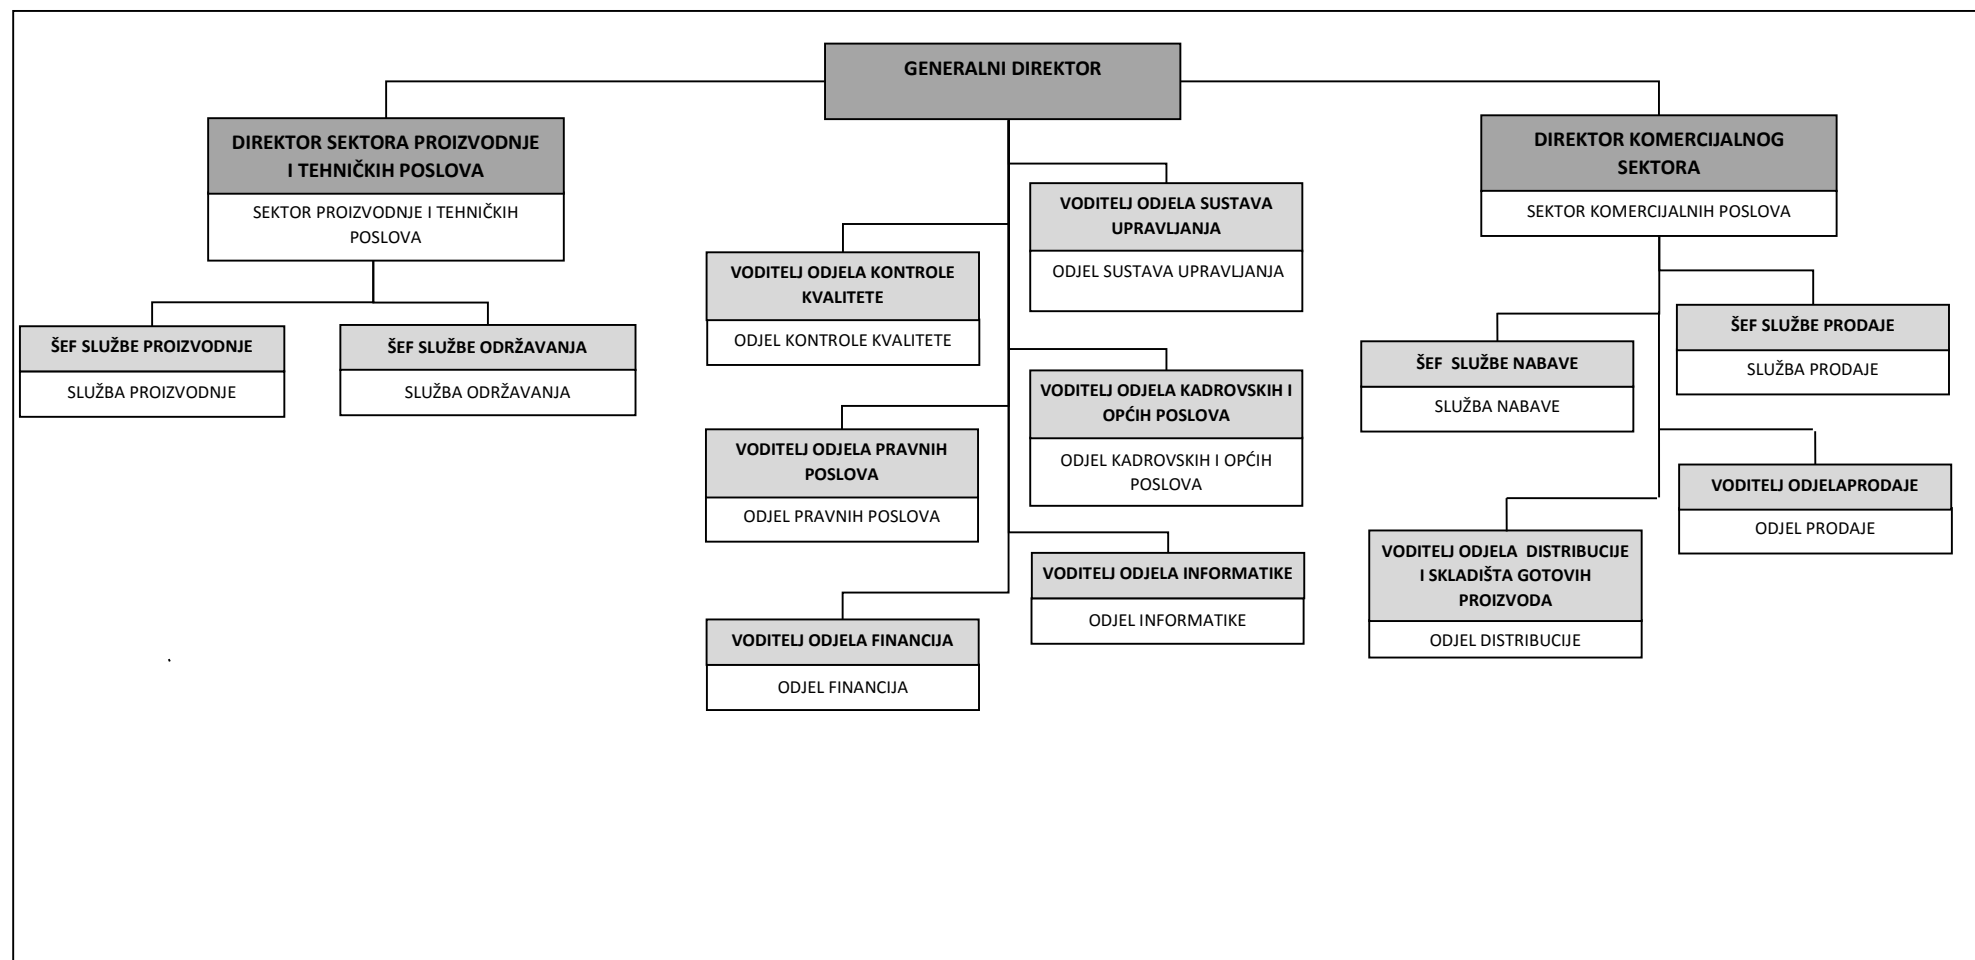 GENERALNI DIREKTOR
DIREKTOR SEKTORA PROIZVODNJE
I TEHNIČKIH POSLOVA
SEKTOR PROIZVODNJE I TEHNIČKIH
POSLOVA
ŠEF SLUŽBE PROIZVODNJE
SLUŽBA PROIZVODNJE
ŠEF SLUŽBE ODRŽAVANJA
SLUŽBA ODRŽAVANJA
VODITELJ ODJELA SUSTAVA
UPRAVLJANJA
ODJEL SUSTAVA UPRAVLJANJA
VODITELJ ODJELA KONTROLE
KVALITETE
ODJEL KONTROLE KVALITETE
VODITELJ ODJELA KADROVSKIH I
OPĆIH POSLOVA
ODJEL KADROVSKIH I OPĆIH
POSLOVA
VODITELJ ODJELA PRAVNIH
POSLOVA
ODJEL PRAVNIH POSLOVA
VODITELJ ODJELA INFORMATIKE
ODJEL INFORMATIKE
VODITELJ ODJELA FINANCIJA
ODJEL FINANCIJA
DIREKTOR KOMERCIJALNOG
SEKTORA
SEKTOR KOMERCIJALNIH POSLOVA
ŠEF SLUŽBE PRODAJE
SLUŽBA PRODAJE
ŠEF  SLUŽBE NABAVE
SLUŽBA NABAVE
VODITELJ ODJELAPRODAJE
ODJEL PRODAJE
VODITELJ ODJELA  DISTRIBUCIJE
I SKLADIŠTA GOTOVIH
PROIZVODA
ODJEL DISTRIBUCIJE